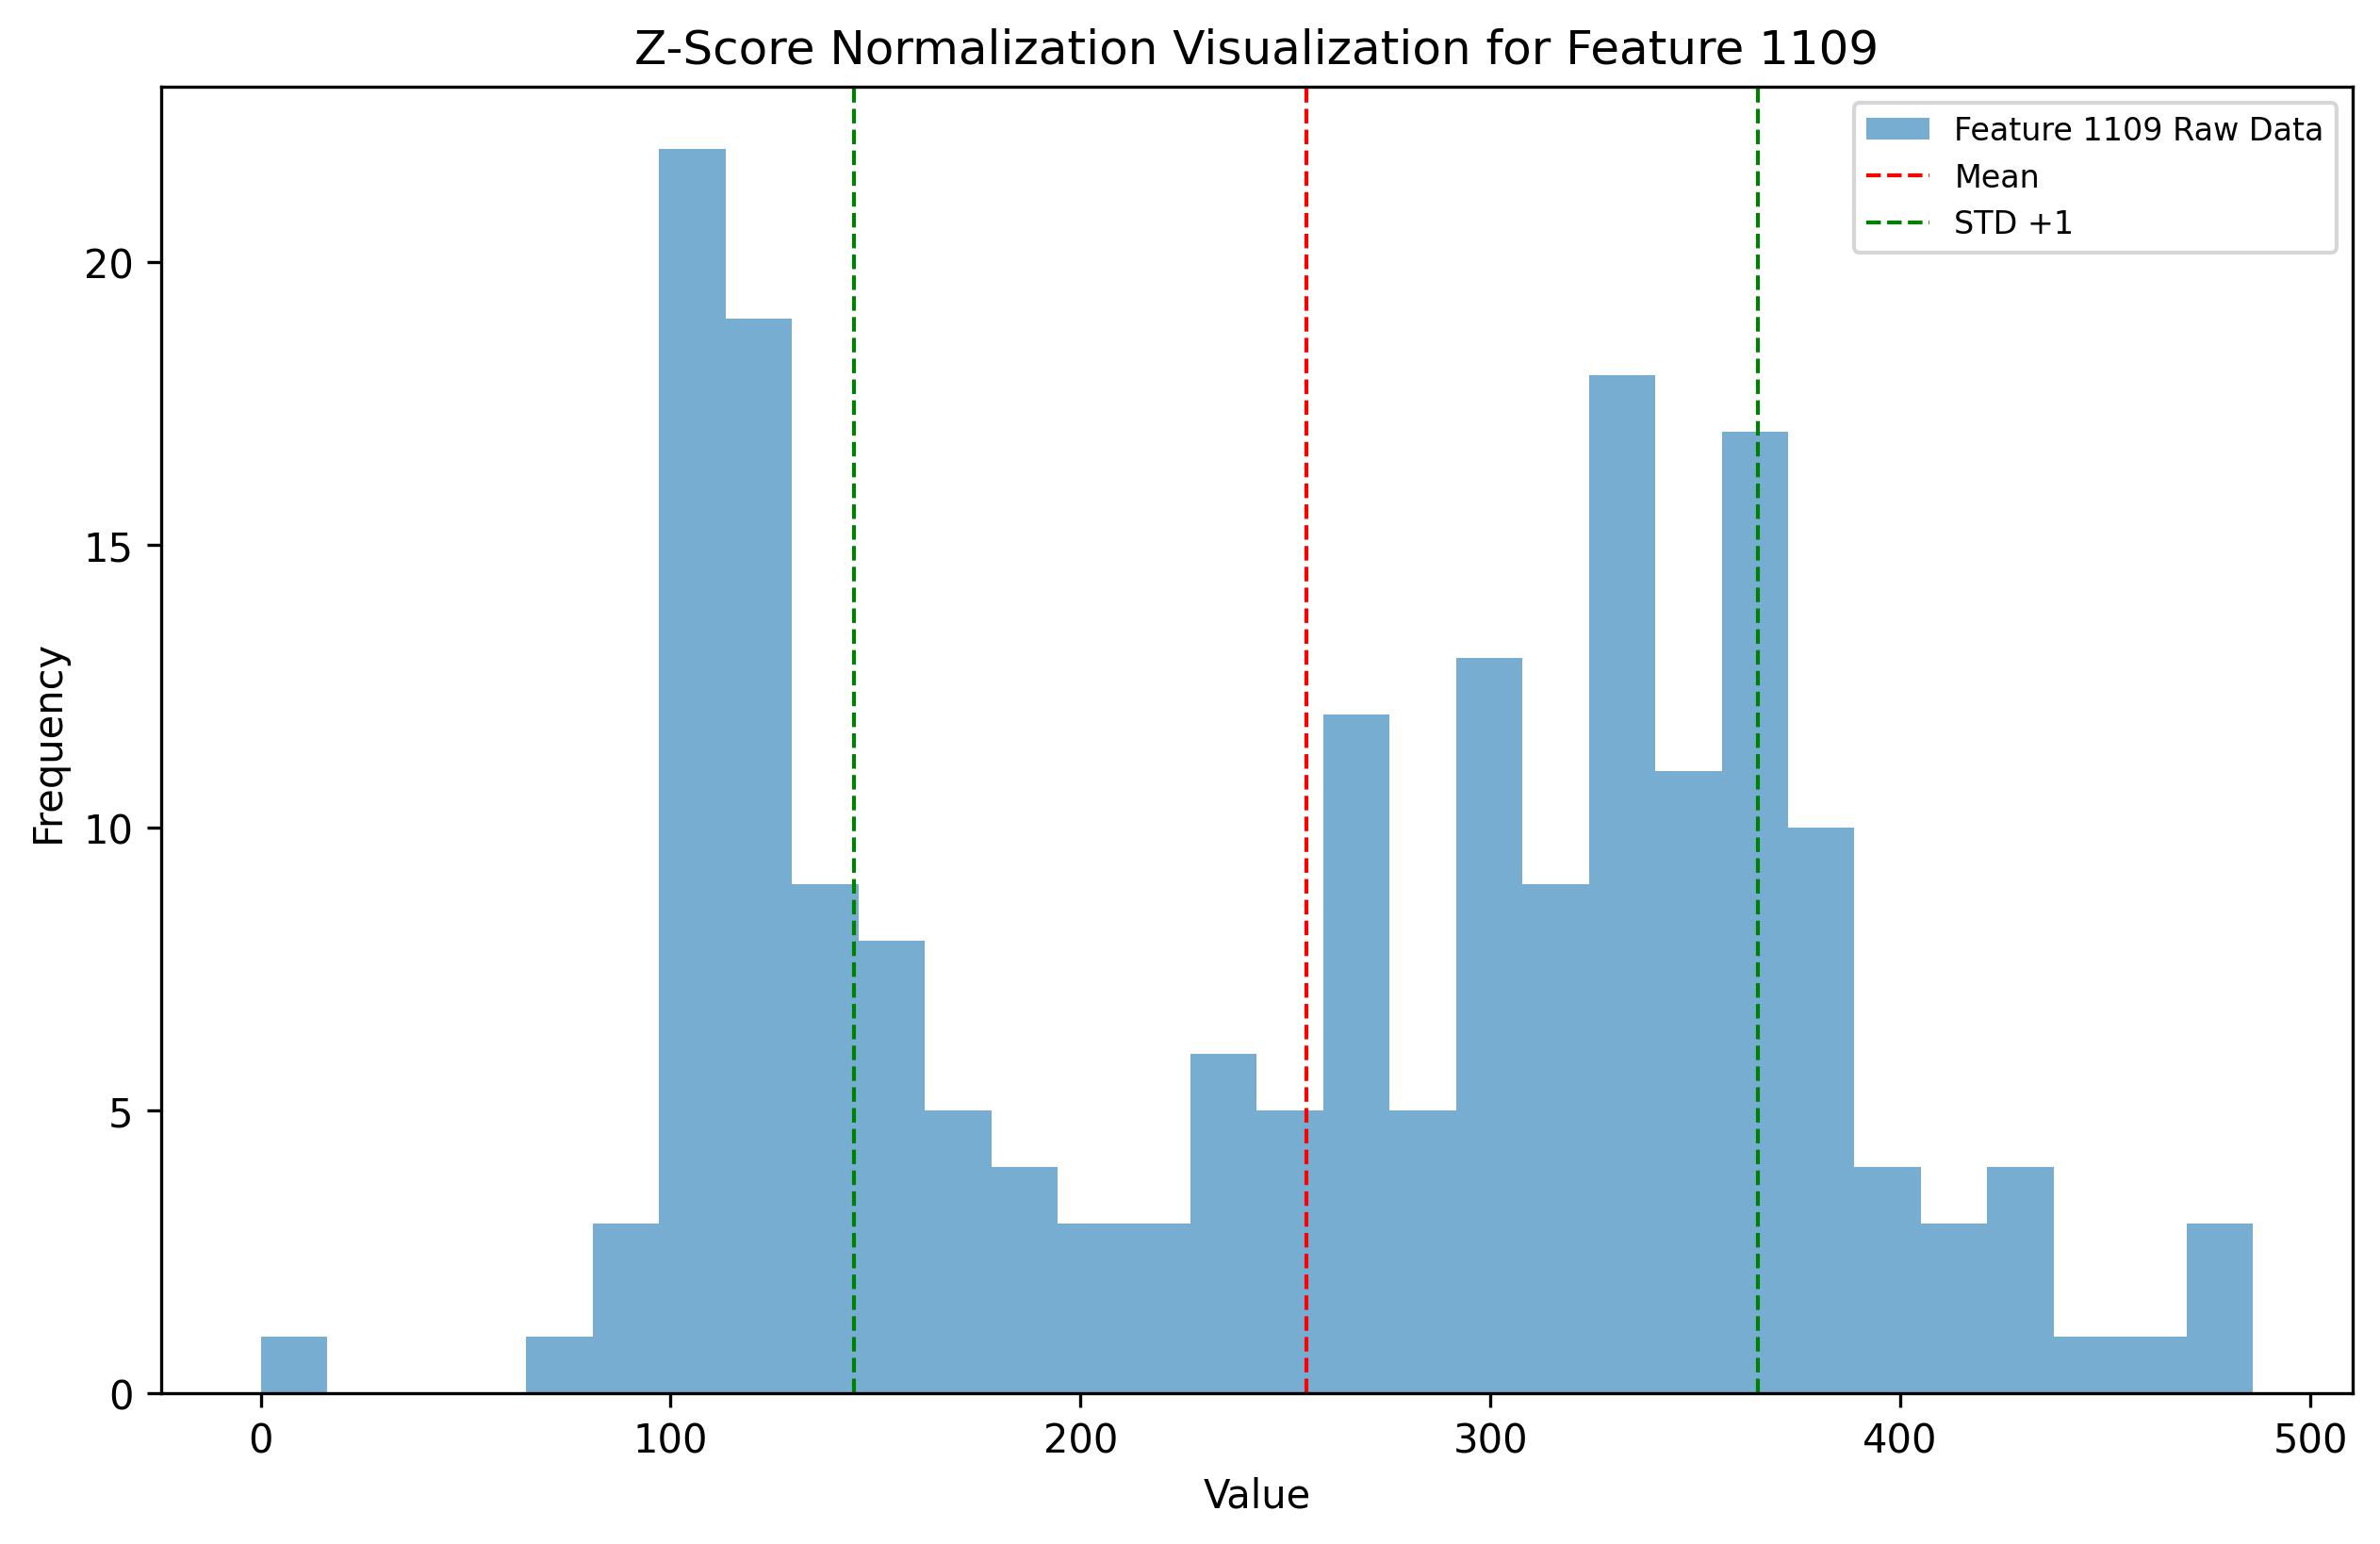 Z-Score Normalization Visualization for Feature 1109
Feature 1109 Raw Data
Mean
STD +1
20
15
10
5
0
Frequency
0 100 200 300 400 500
Value